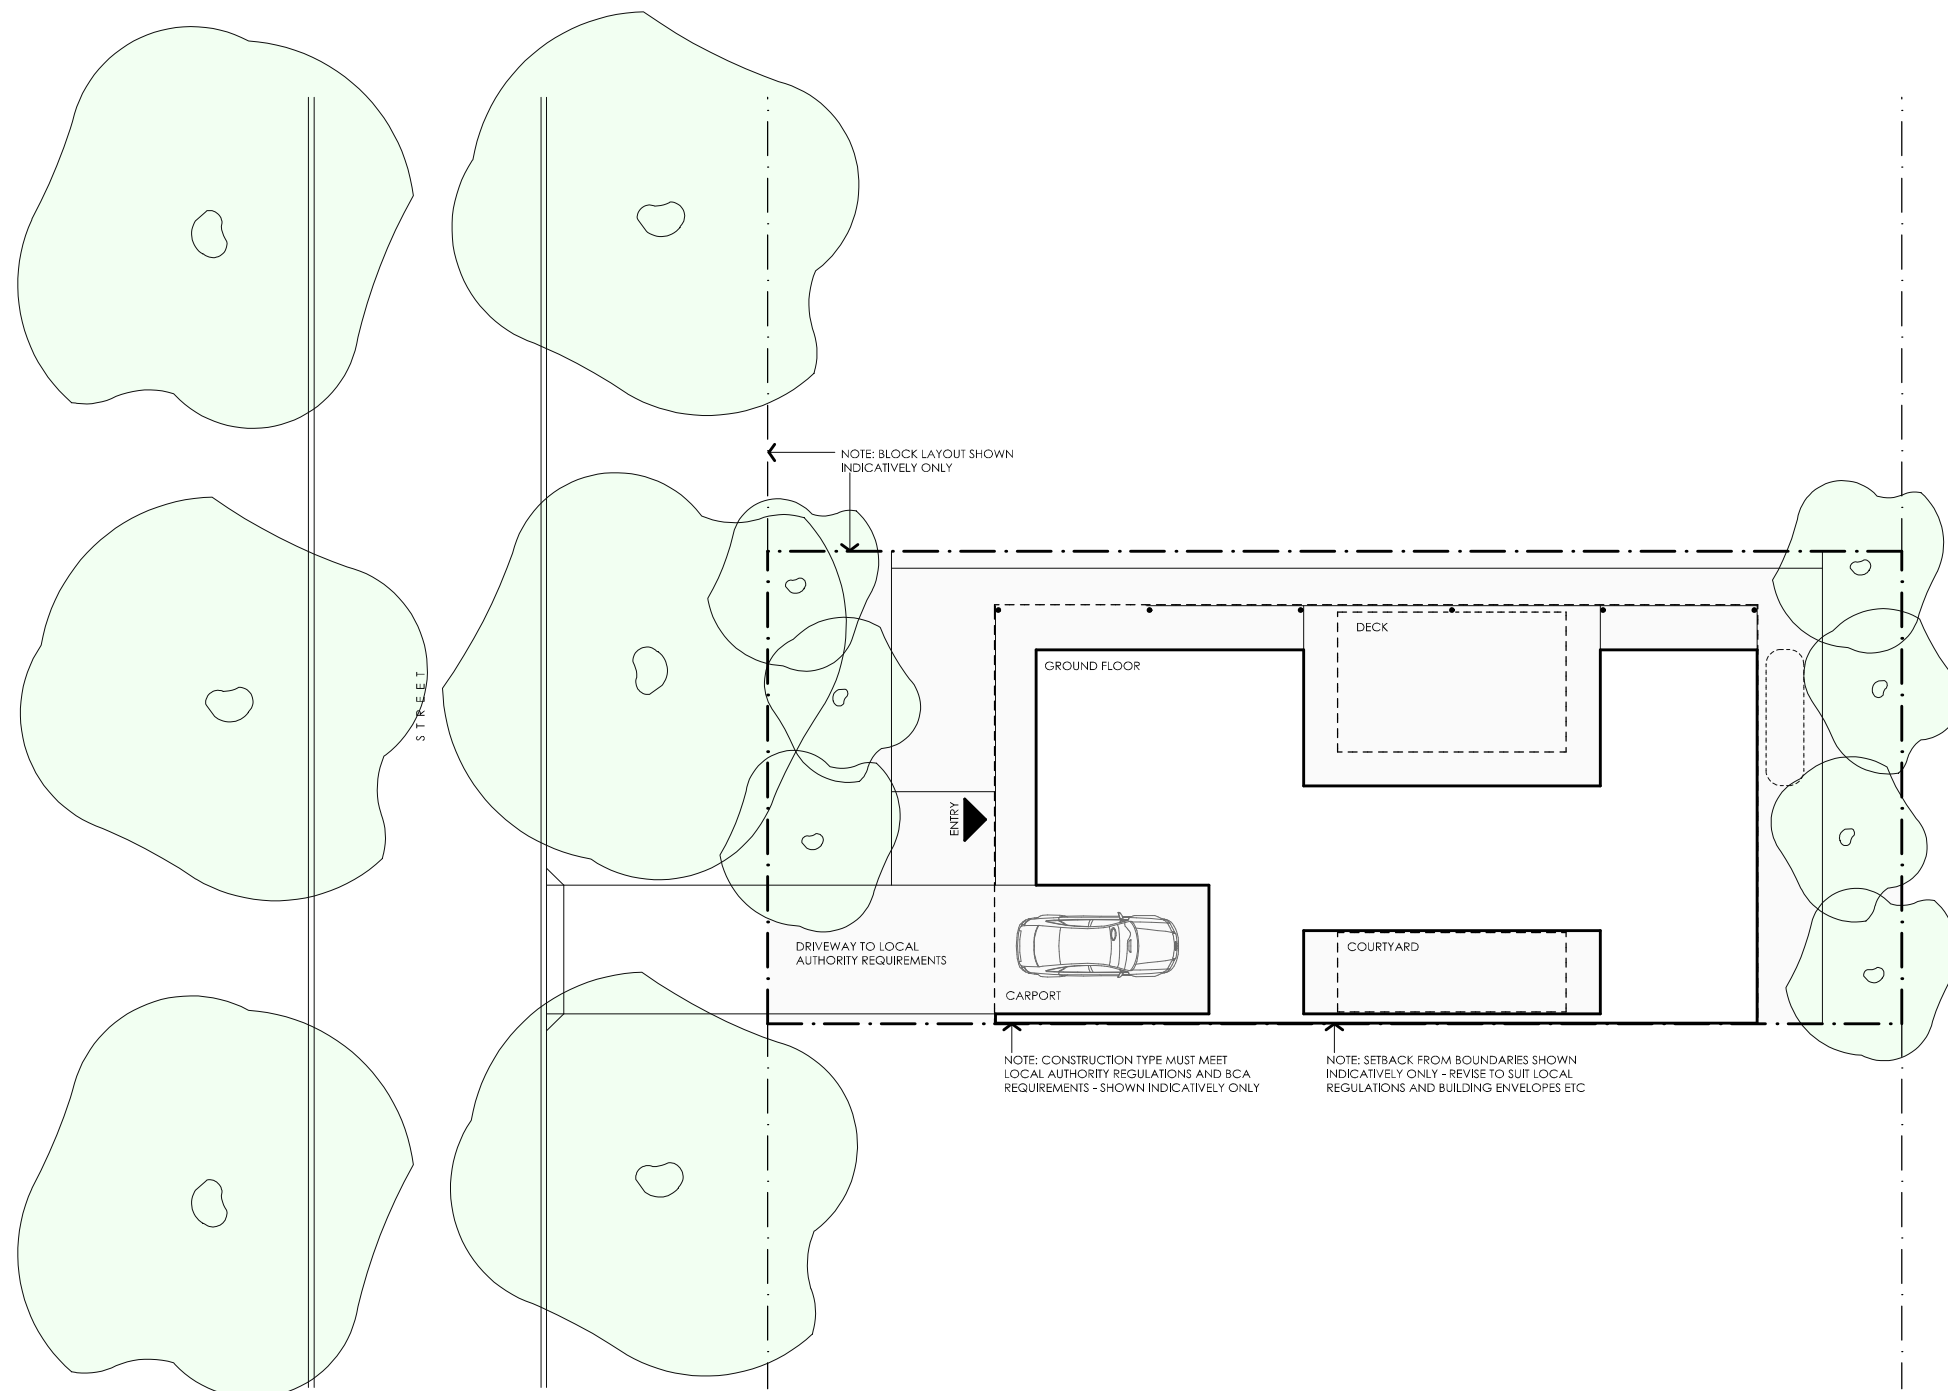 NOTE: BLOCK LAYOUT SHOWN
INDICATIVELY ONLY
DECK
GROUND FLOOR
STREET
ENTRY
DRIVEWAY TO LOCAL
AUTHORITY REQUIREMENTS
COURTYARD
CARPORT
NOTE: CONSTRUCTION TYPE MUST MEET
LOCAL AUTHORITY REGULATIONS AND BCA
REQUIREMENTS - SHOWN INDICATIVELY ONLY
NOTE: SETBACK FROM BOUNDARIES SHOWN
INDICATIVELY ONLY - REVISE TO SUIT LOCAL
REGULATIONS AND BUILDING ENVELOPES ETC